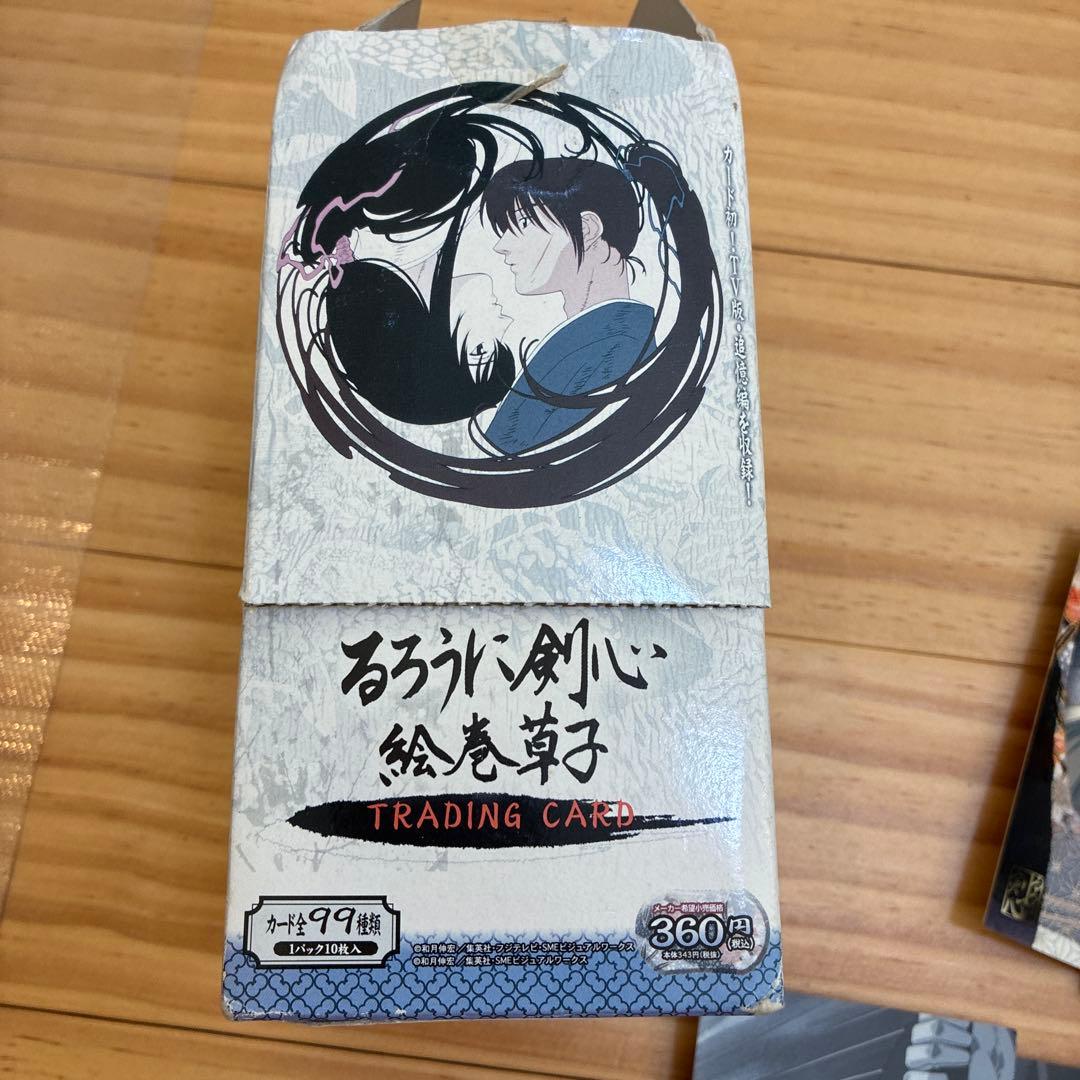 カード初！TV版・追憶編を収録！
るろうに剣心
絵巻草子
TRADING CARD
カード全99種類
1パック10枚入
©和月伸宏／集英社・フジテレビ・SMEビジュアルワークス
©和月伸宏／集英社・SMEビジュアルワークス
メーカー希望小売価格
360円(税込)
本体343円(税抜)